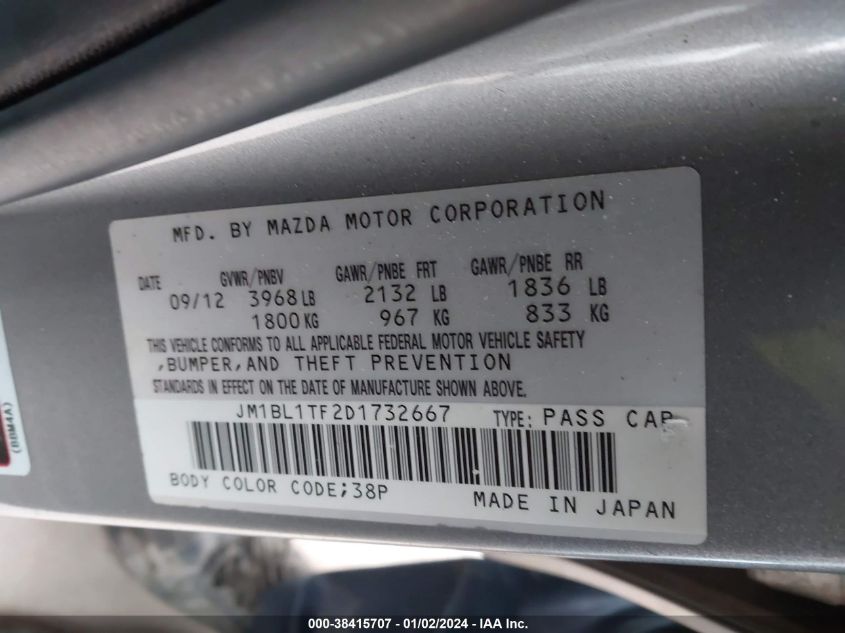 MFD. BY MAZDA MOTOR CORPORATION
DATE GVWR/PNBV GAWR/PNBE FRT GAWR/PNBE RR
09/12 3968 LB 2132 LB 1836 LB
1800 KG 967 KG 833 KG
THIS VEHICLE CONFORMS TO ALL APPLICABLE FEDERAL MOTOR VEHICLE SAFETY
,BUMPER,AND THEFT PREVENTION
STANDARDS IN EFFECT ON THE DATE OF MANUFACTURE SHOWN ABOVE.
JM1BL1TF2D1732667 TYPE: PASS CAR
BODY COLOR CODE;38P MADE IN JAPAN
(BBM4A)
000-38415707 - 01/02/2024 - IAA Inc.